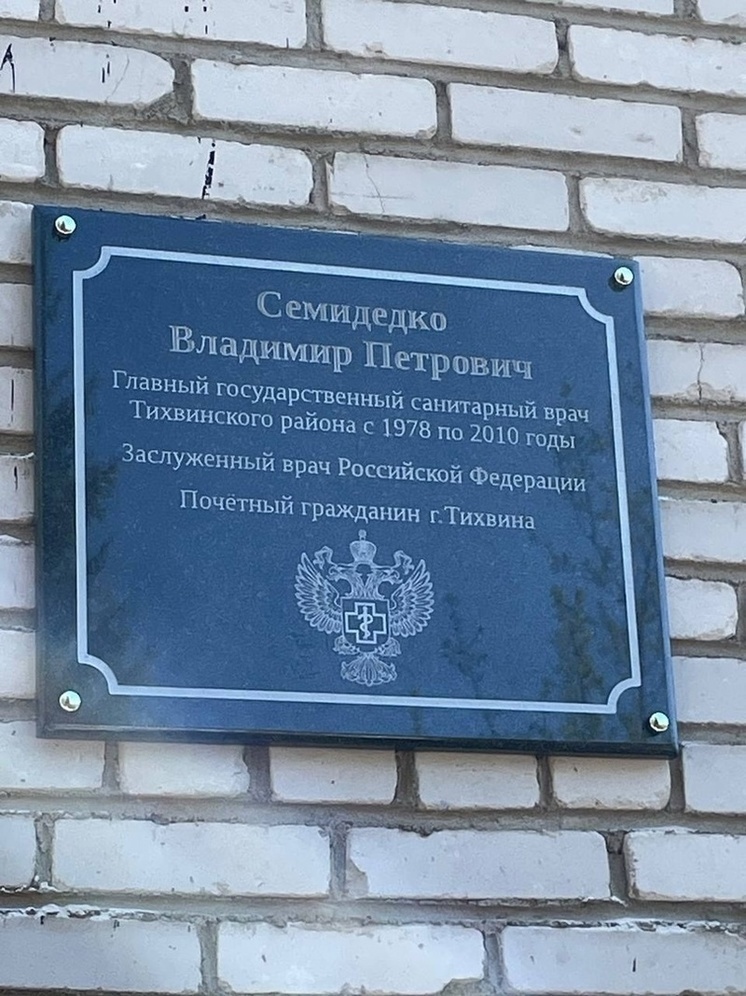 Семидедко
Владимир Петрович
Главный государственный санитарный врач
Тихвинского района с 1978 по 2010 годы
Заслуженный врач Российской Федерации
Почётный гражданин г.Тихвина